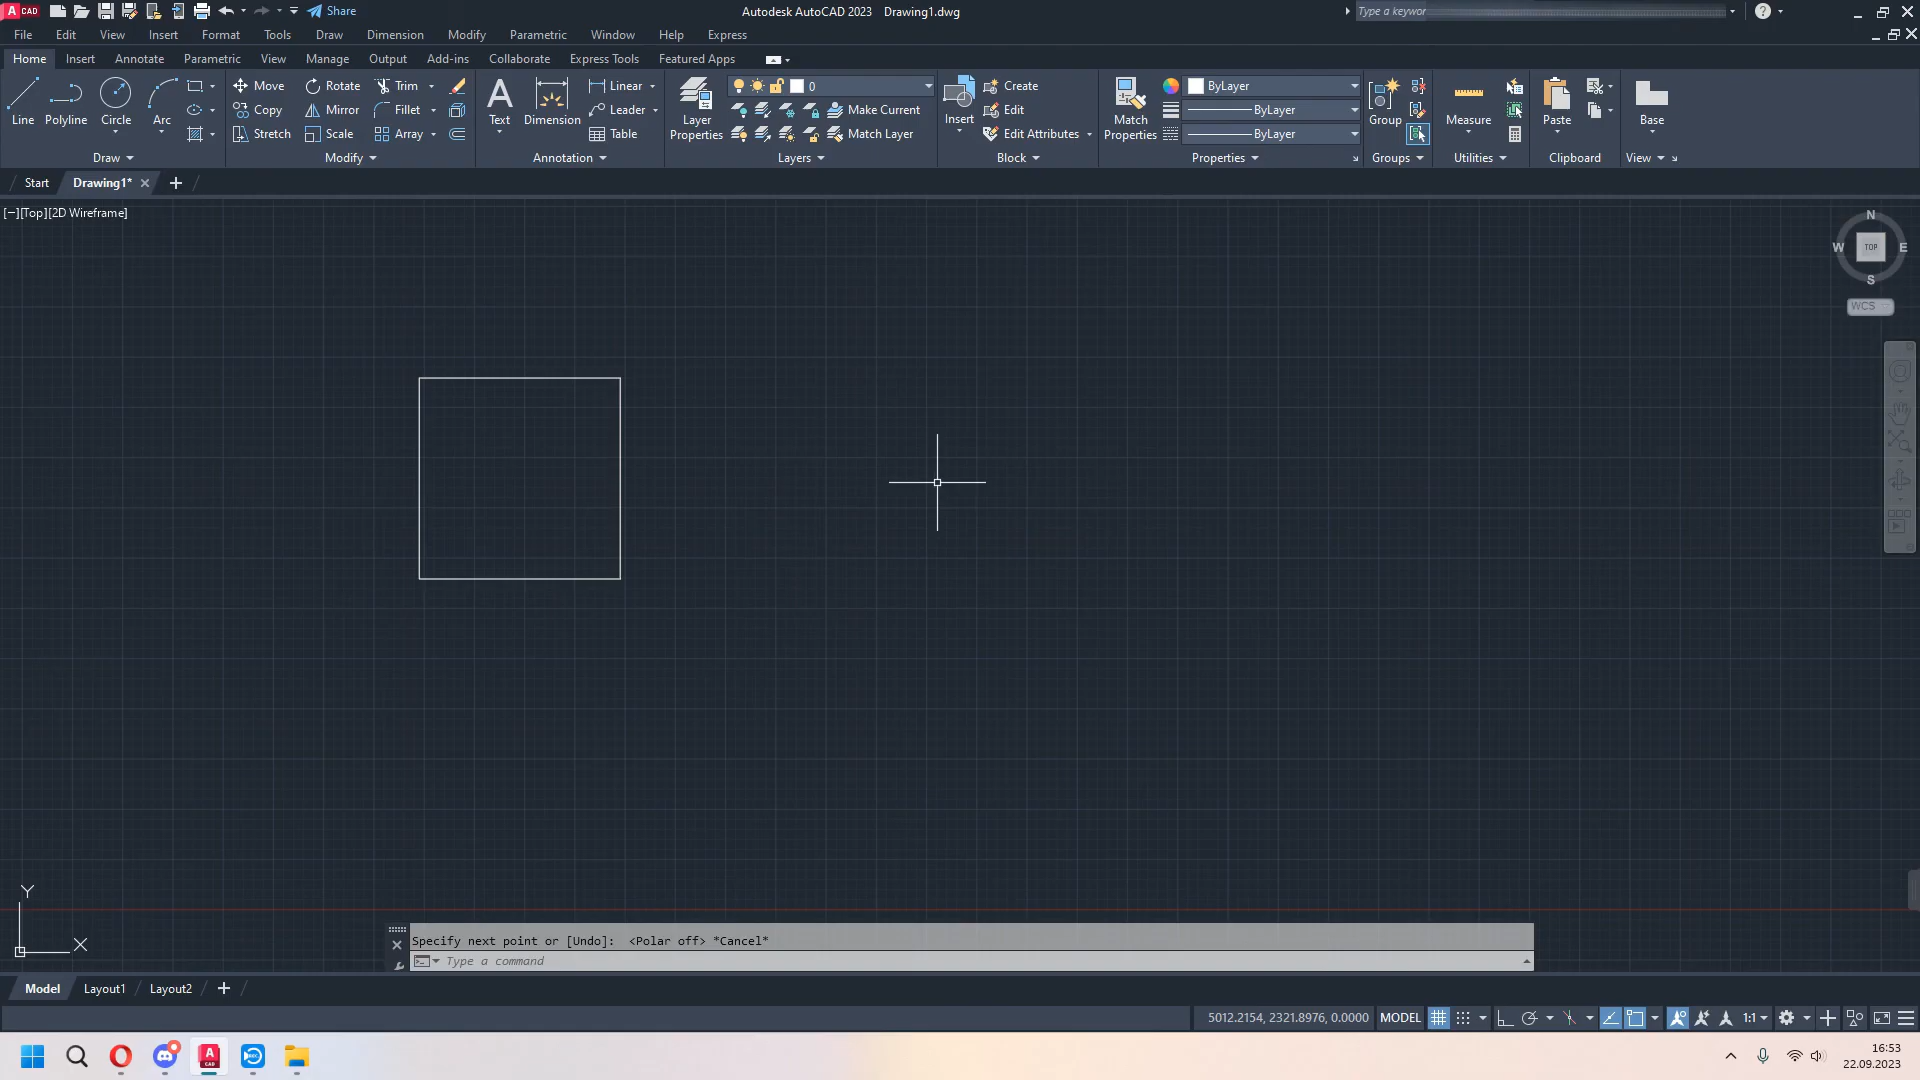 CAD
Share
Autodesk AutoCAD 2023 Drawing1.dwg
Type a keywor
File Edit View Insert Format Tools Draw Dimension Modify Parametric Window Help Express
Home Insert Annotate Parametric View Manage Output Add-ins Collaborate Express Tools Featured Apps
Line
Polyline
Circle
Arc
Draw
Move Rotate Trim
Copy Mirror Fillet
Stretch Scale Array
Modify
Text
Dimension
Linear
Leader
Table
Annotation
Layer
Properties
0
Make Current
Match Layer
Layers
Insert
Create
Edit
Edit Attributes
Block
Match
Properties
ByLayer
ByLayer
ByLayer
Properties
Group
Groups
Measure
Utilities
Paste
Clipboard
Base
View
Start Drawing1*
[−][Top][2D Wireframe]
N
W TOP E
S
WCS
Y
X
Specify next point or [Undo]: <Polar off> *Cancel*
Type a command
Model Layout1 Layout2
5012.2154, 2321.8976, 0.0000 MODEL 1:1
16:53
22.09.2023